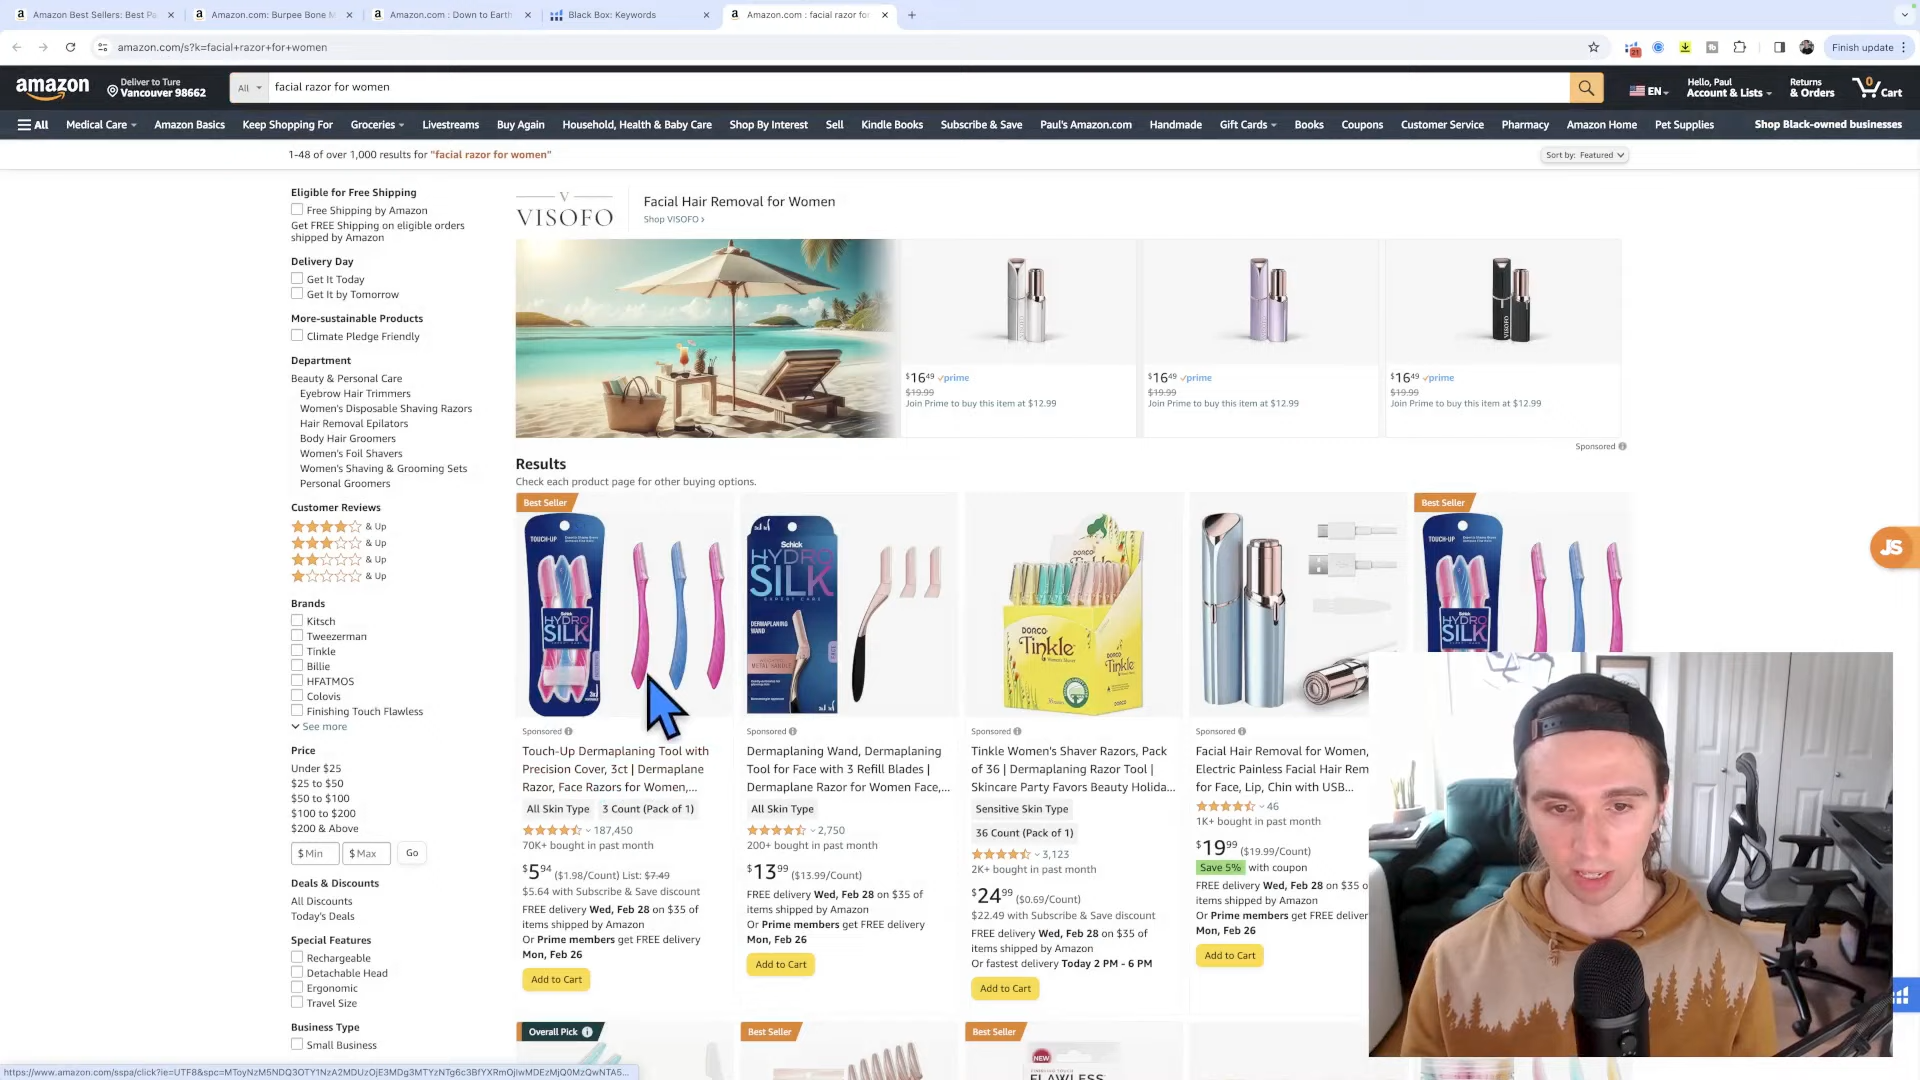 Amazon Best Sellers: Best Pa
Amazon.com: Burpee Bone M
Amazon.com : Down to Earth
Black Box: Keywords
Amazon.com : facial razor for
amazon.com/s?k=facial+razor+for+women
21
Finish update
amazon
Deliver to Ture
Vancouver 98662
All
facial razor for women
EN
Hello, Paul
Account & Lists
Returns
& Orders
0
Cart
All
Medical Care
Amazon Basics
Keep Shopping For
Groceries
Livestreams
Buy Again
Household, Health & Baby Care
Shop By Interest
Sell
Kindle Books
Subscribe & Save
Paul's Amazon.com
Handmade
Gift Cards
Books
Coupons
Customer Service
Pharmacy
Amazon Home
Pet Supplies
Shop Black-owned businesses
1-48 of over 1,000 results for "facial razor for women"
Sort by: Featured
Eligible for Free Shipping
Free Shipping by Amazon
Get FREE Shipping on eligible orders
shipped by Amazon
Delivery Day
Get It Today
Get It by Tomorrow
More-sustainable Products
Climate Pledge Friendly
Department
Beauty & Personal Care
Eyebrow Hair Trimmers
Women's Disposable Shaving Razors
Hair Removal Epilators
Body Hair Groomers
Women's Foil Shavers
Women's Shaving & Grooming Sets
Personal Groomers
Customer Reviews
& Up
& Up
& Up
& Up
Brands
Kitsch
Tweezerman
Tinkle
Billie
HFATMOS
Colovis
Finishing Touch Flawless
See more
Price
Under $25
$25 to $50
$50 to $100
$100 to $200
$200 & Above
$ Min
$ Max
Go
Deals & Discounts
All Discounts
Today's Deals
Special Features
Rechargeable
Detachable Head
Ergonomic
Travel Size
Business Type
Small Business
V
VISOFO
Facial Hair Removal for Women
Shop VISOFO ›
$16 49 prime
$19.99
Join Prime to buy this item at $12.99
$16 49 prime
$19.99
Join Prime to buy this item at $12.99
VISOFO
$16 49 prime
$19.99
Join Prime to buy this item at $12.99
Sponsored
Results
Check each product page for other buying options.
Best Seller
TOUCH-UP
Schick
HYDRO
SILK
Sponsored
Touch-Up Dermaplaning Tool with
Precision Cover, 3ct | Dermaplane
Razor, Face Razors for Women,...
All Skin Type
3 Count (Pack of 1)
187,450
70K+ bought in past month
$5 94 ($1.98/Count) List: $7.49
$5.64 with Subscribe & Save discount
FREE delivery Wed, Feb 28 on $35 of
items shipped by Amazon
Or Prime members get FREE delivery
Mon, Feb 26
Add to Cart
Schick
HYDRO
SILK
DERMAPLANING
WAND
Sponsored
Dermaplaning Wand, Dermaplaning
Tool for Face with 3 Refill Blades |
Dermaplane Razor for Women Face,...
All Skin Type
2,750
200+ bought in past month
$13 99 ($13.99/Count)
FREE delivery Wed, Feb 28 on $35 of
items shipped by Amazon
Or Prime members get FREE delivery
Mon, Feb 26
Add to Cart
DORCO
DORCO
Tinkle
DORCO
Tinkle
Sponsored
Tinkle Women's Shaver Razors, Pack
of 36 | Dermaplaning Razor Tool |
Skincare Party Favors Beauty Holida...
Sensitive Skin Type
36 Count (Pack of 1)
3,123
2K+ bought in past month
$24 99 ($0.69/Count)
$22.49 with Subscribe & Save discount
FREE delivery Wed, Feb 28 on $35 of
items shipped by Amazon
Or fastest delivery Today 2 PM - 6 PM
Add to Cart
Sponsored
Facial Hair Removal for Women,
Electric Painless Facial Hair Rem
for Face, Lip, Chin with USB...
46
1K+ bought in past month
$19 99 ($19.99/Count)
Save 5% with coupon
FREE delivery Wed, Feb 28 on $35 o
items shipped by Amazon
Or Prime members get FREE deliver
Mon, Feb 26
Add to Cart
Best Seller
TOUCH-UP
Schick
HYDRO
SILK
JS
Overall Pick
Best Seller
Best Seller
NEW
FLAWLESS